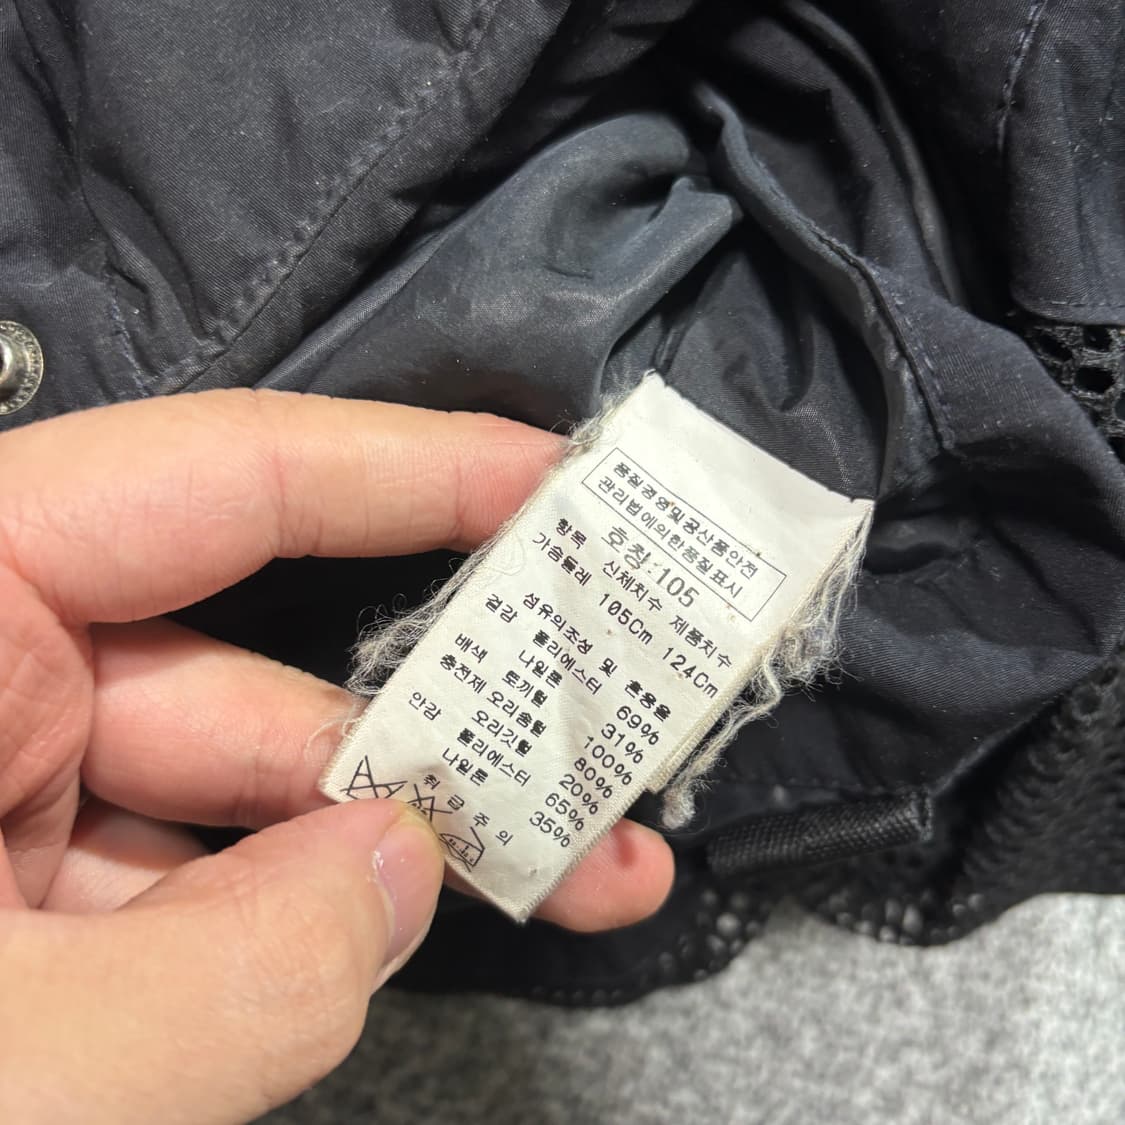 품질경영및공산품안전
관리법에의한품질표시
호칭:105
항목 신체치수 제품치수
가슴둘레 105Cm 124Cm
섬유의조성 및 혼용율
겉감 폴리에스터 69%
나일론 31%
배색 토끼털 100%
충전제 오리솜털 80%
오리깃털 20%
안감 폴리에스터 65%
나일론 35%
취 급 주 의